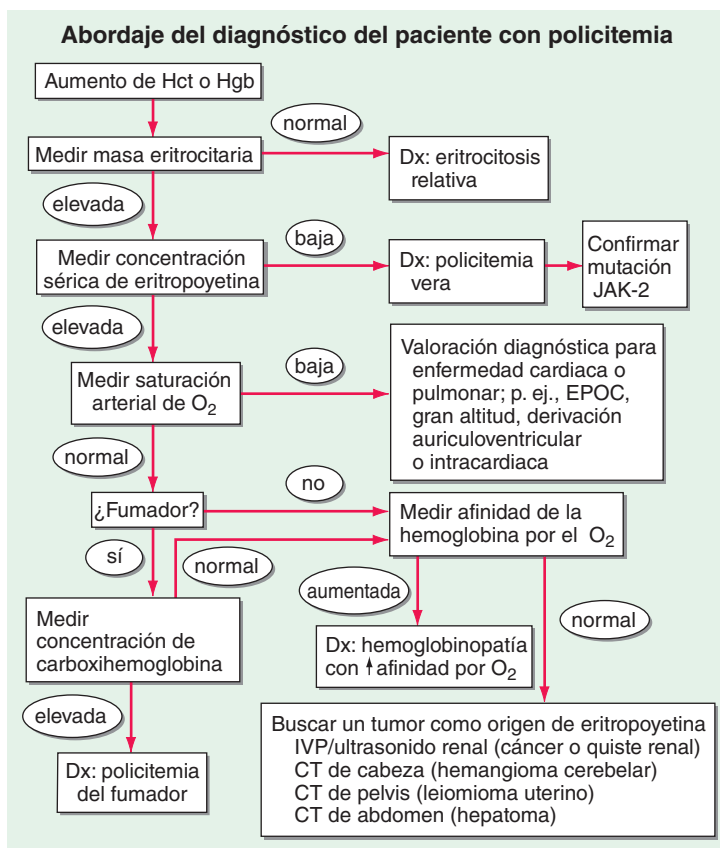 Abordaje del diagnóstico del paciente con policitemia
Aumento de Hct o Hgb
normal
Medir masa eritrocitaria
Dx: eritrocitosis
relativa
elevada
baja
Medir concentración
sérica de eritropoyetina
Dx: policitemia
vera
Confirmar
mutación
JAK-2
elevada
baja
Medir saturación
arterial de O2
Valoración diagnóstica para
enfermedad cardiaca o
pulmonar; p. ej., EPOC,
gran altitud, derivación
auriculoventricular
o intracardiaca
normal
no
¿Fumador?
Medir afinidad de la
hemoglobina por el O2
sí
normal
aumentada
normal
Medir
concentración de
carboxihemoglobina
Dx: hemoglobinopatía
con ↑ afinidad por O2
elevada
Dx: policitemia
del fumador
Buscar un tumor como origen de eritropoyetina
IVP/ultrasonido renal (cáncer o quiste renal)
CT de cabeza (hemangioma cerebelar)
CT de pelvis (leiomioma uterino)
CT de abdomen (hepatoma)